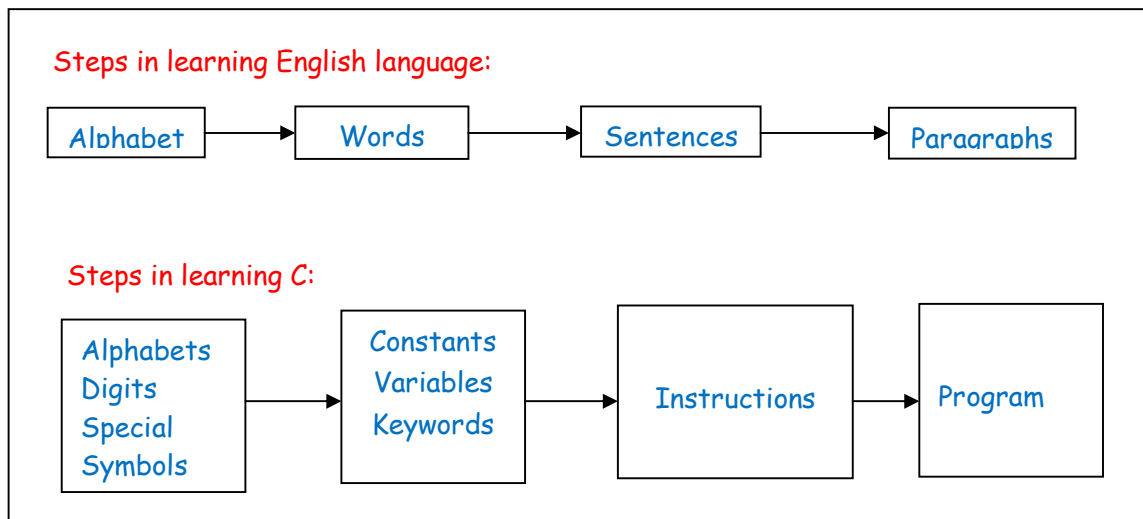 Steps in learning English language:
Alphabet Words Sentences Paragraphs
Steps in learning C:
Alphabets
Digits
Special
Symbols
Constants
Variables
Keywords
Instructions
Program